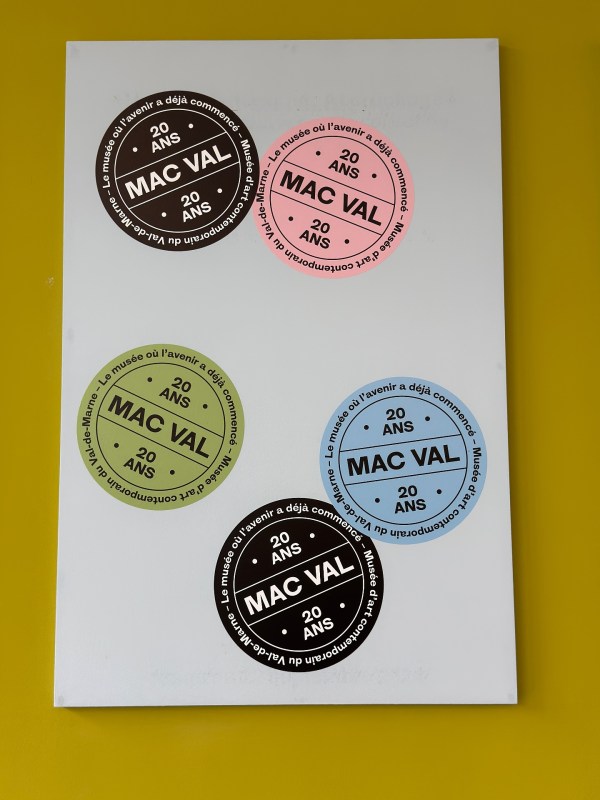 Le musée où l'avenir a déjà commencé – Musée d'art contemporain du Val-de-Marne –
20
ANS
MAC VAL
20
ANS
Le musée où l'avenir a déjà commencé – Musée d'art contemporain du Val-de-Marne –
20
ANS
MAC VAL
20
ANS
Le musée où l'avenir a déjà commencé – Musée d'art contemporain du Val-de-Marne –
20
ANS
MAC VAL
20
ANS
Le musée où l'avenir a déjà commencé – Musée d'art contemporain du Val-de-Marne –
20
ANS
MAC VAL
20
ANS
Le musée où l'avenir a déjà commencé – Musée d'art contemporain du Val-de-Marne –
20
ANS
MAC VAL
20
ANS